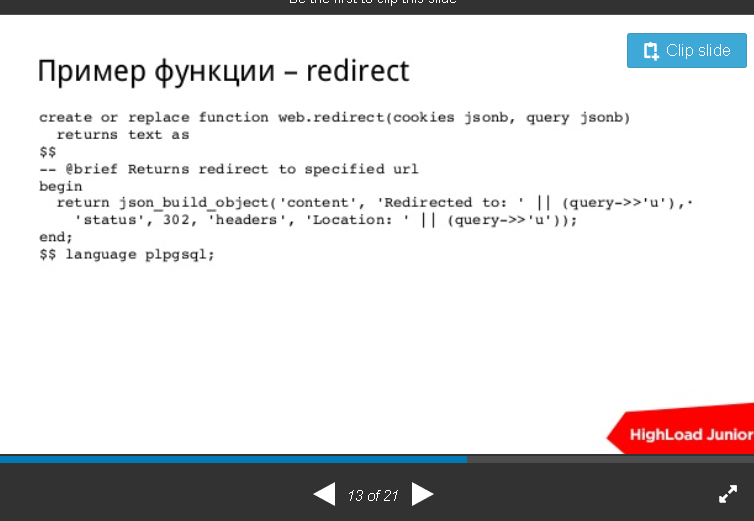 Be the first to clip this slide
Clip slide
Пример функции – redirect
create or replace function web.redirect(cookies jsonb, query jsonb)
returns text as
$$
-- @brief Returns redirect to specified url
begin
return json_build_object('content', 'Redirected to: ' || (query->>'u'),·
'status', 302, 'headers', 'Location: ' || (query->>'u'));
end;
$$ language plpgsql;
HighLoad Junior
13 of 21